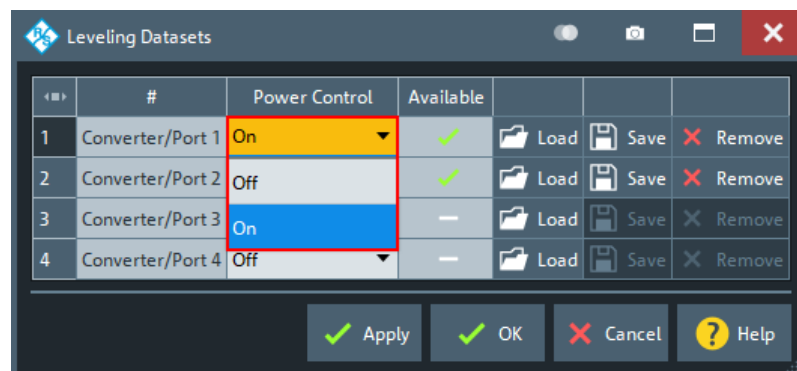 R&S Leveling Datasets
# Power Control Available
1 Converter/Port 1 On Load Save Remove
2 Converter/Port 2 Off Load Save Remove
3 Converter/Port 3 On Load Save Remove
4 Converter/Port 4 Off Load Save Remove
Apply OK Cancel ? Help